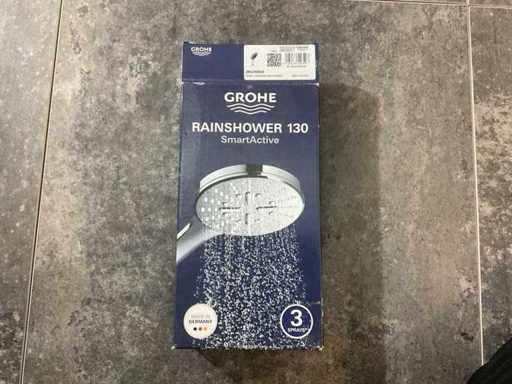 GROHE
GROHE
RAINSHOWER 130
SmartActive
MADE IN
GERMANY
3
SPRAYS